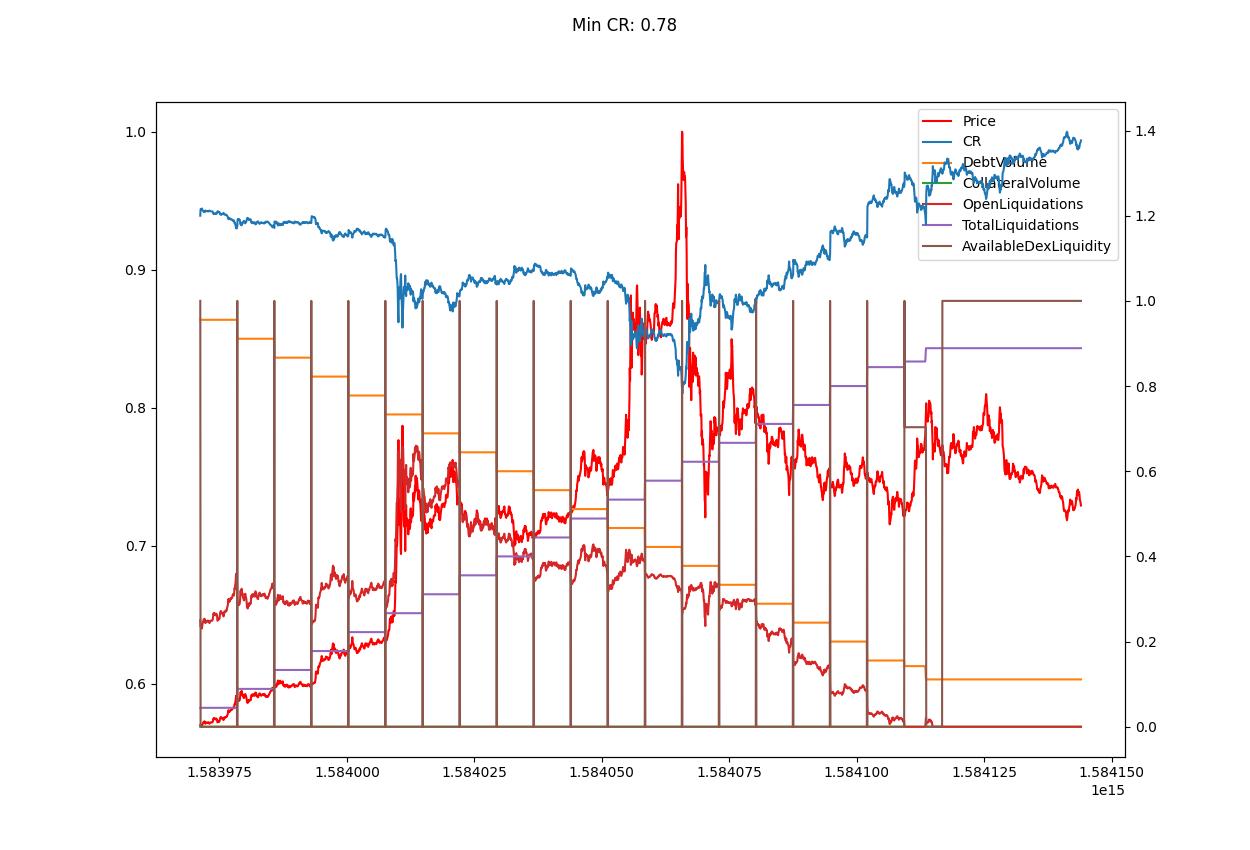 Min CR: 0.78
1.0
0.9
0.8
0.7
0.6
1.4
1.2
1.0
0.8
0.6
0.4
0.2
0.0
Price
CR
DebtVolume
CollateralVolume
OpenLiquidations
TotalLiquidations
AvailableDexLiquidity
1.583975 1.584000 1.584025 1.584050 1.584075 1.584100 1.584125 1.584150
1e15